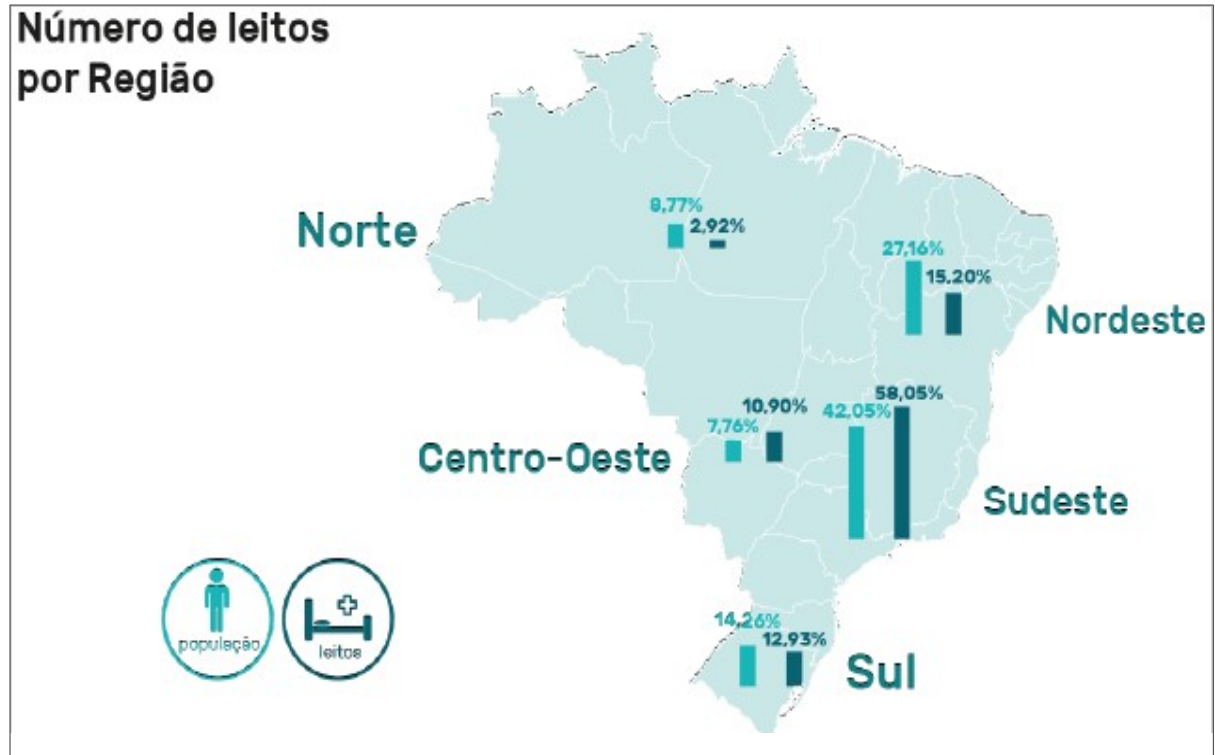 Número de leitos
por Região
Norte
8,77%
2,92%
27,16%
15,20%
Nordeste
Centro-Oeste
7,76%
10,90%
42,05%
58,05%
Sudeste
população
leitos
14,26%
12,93%
Sul